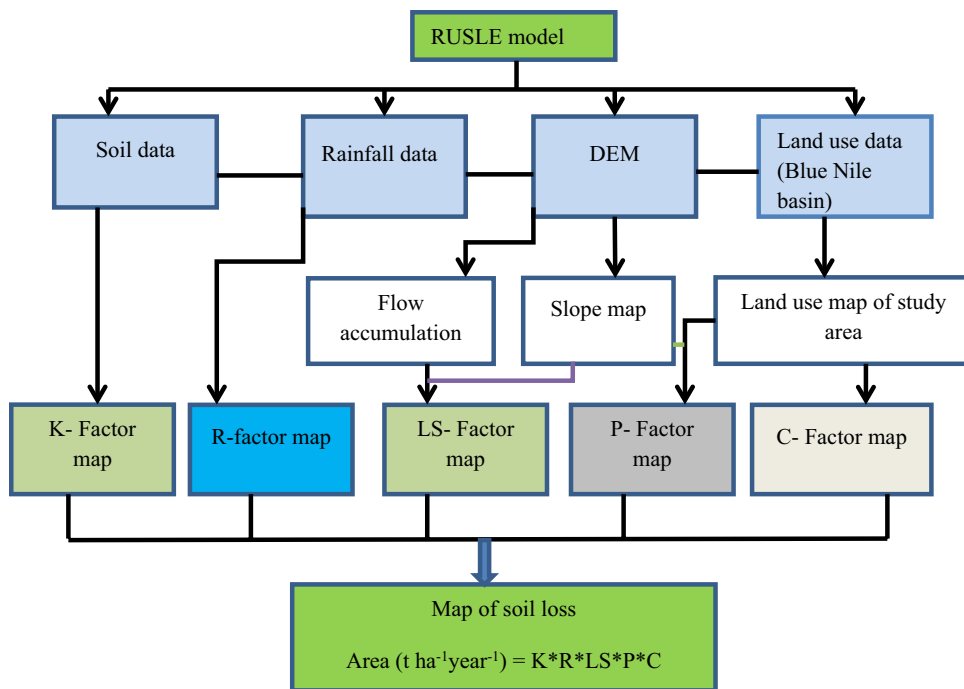 RUSLE model
Soil data
Rainfall data
DEM
Land use data
(Blue Nile
basin)
Flow
accumulation
Slope map
Land use map of study
area
K- Factor
map
R-factor map
LS- Factor
map
P- Factor
map
C- Factor map
Map of soil loss
Area (t ha⁻¹year⁻¹) = K*R*LS*P*C